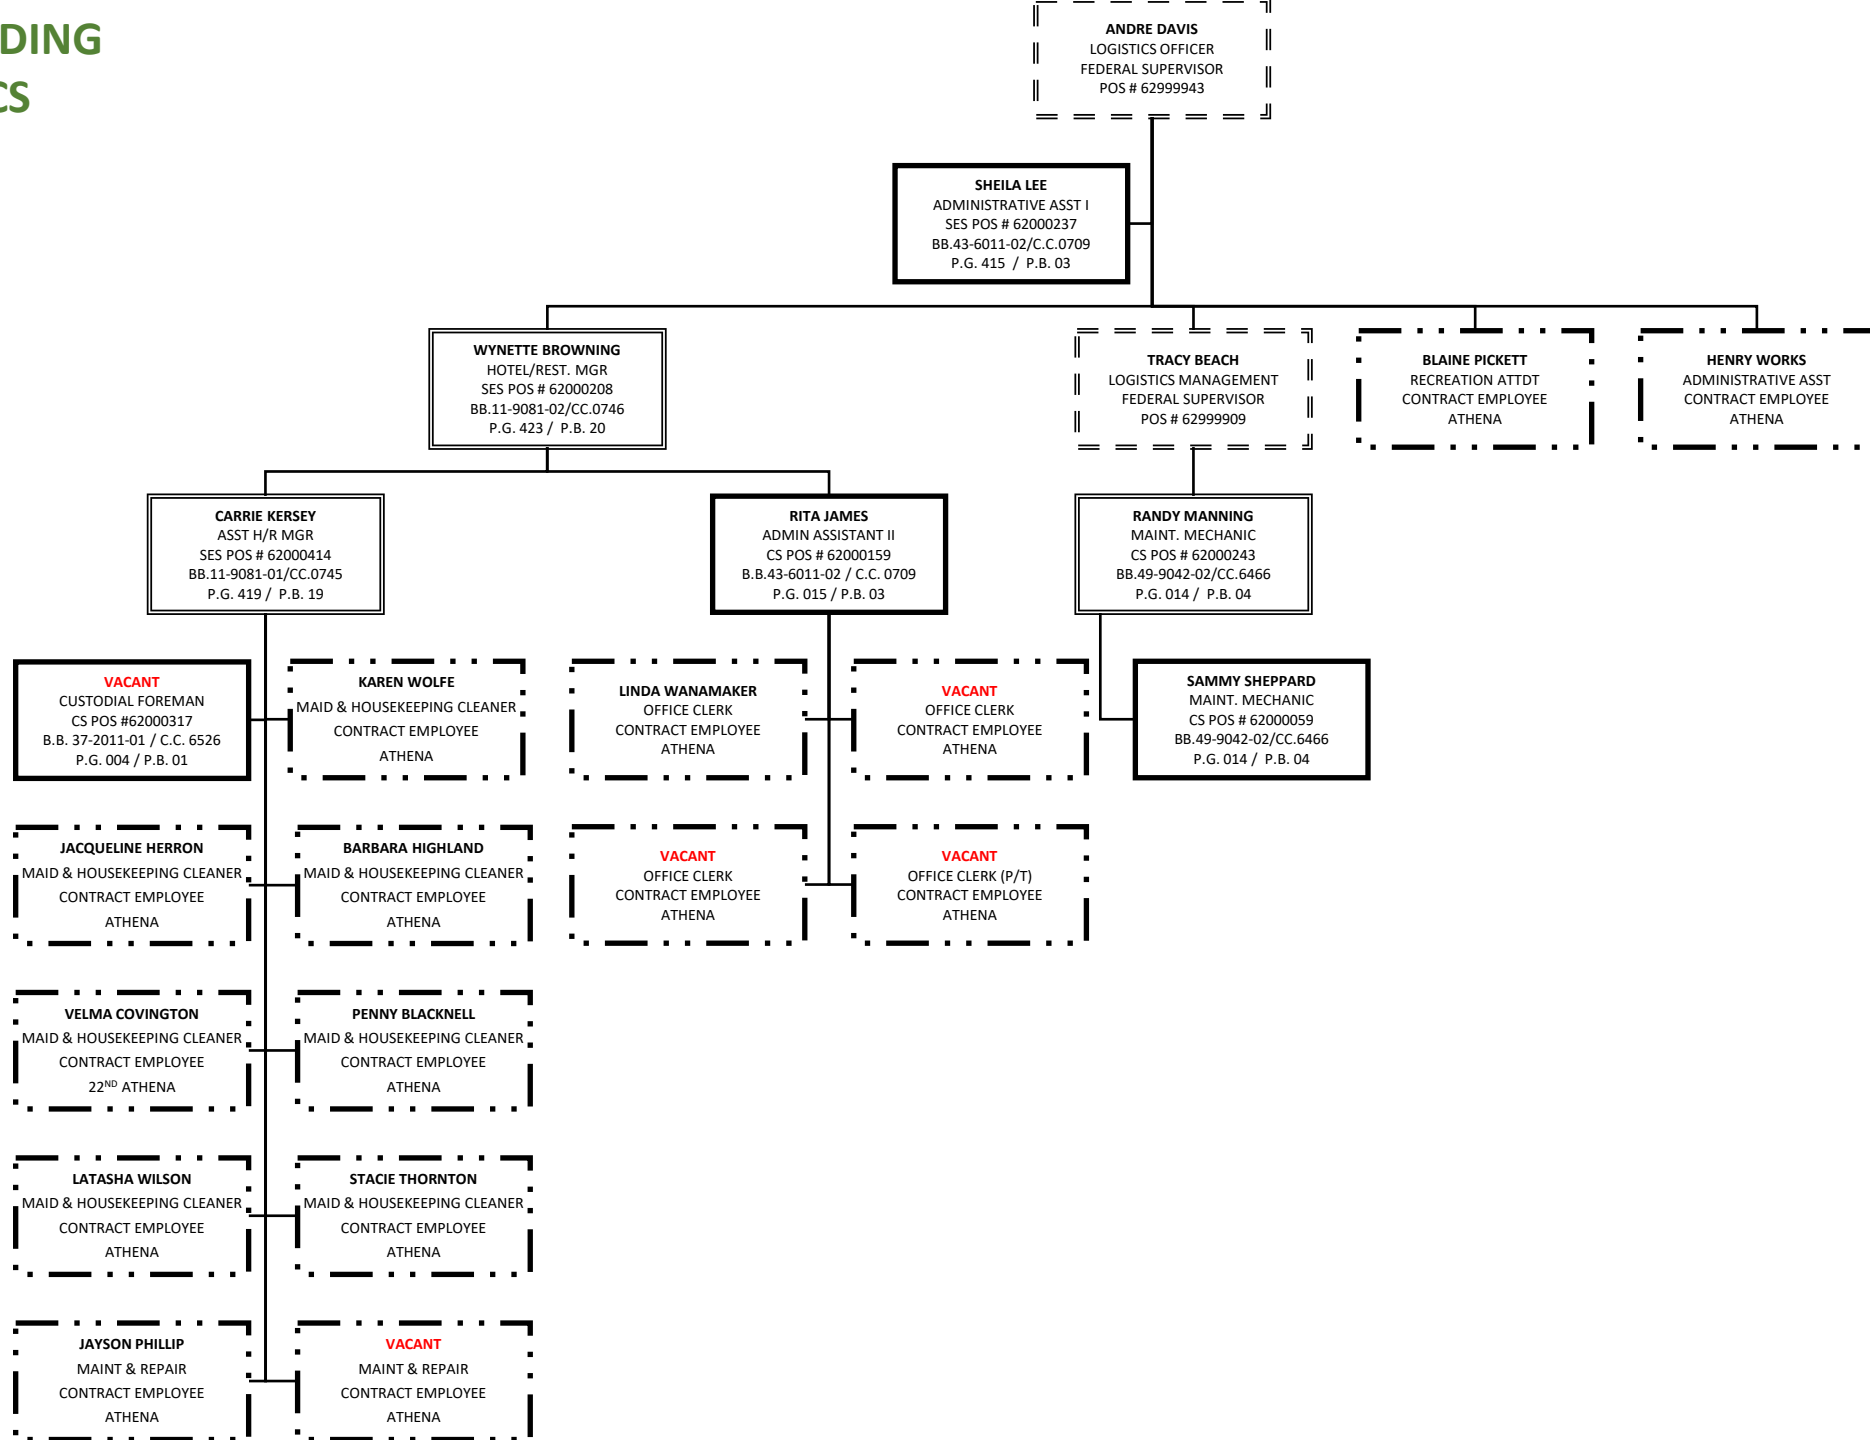 DING
CS
ANDRE DAVIS
LOGISTICS OFFICER
FEDERAL SUPERVISOR
POS # 62999943
SHEILA LEE
ADMINISTRATIVE ASST I
SES POS # 62000237
BB.43-6011-02/C.C.0709
P.G. 415 / P.B. 03
WYNETTE BROWNING
HOTEL/REST. MGR
SES POS # 62000208
BB.11-9081-02/CC.0746
P.G. 423 / P.B. 20
TRACY BEACH
LOGISTICS MANAGEMENT
FEDERAL SUPERVISOR
POS # 62999909
BLAINE PICKETT
RECREATION ATTDT
CONTRACT EMPLOYEE
ATHENA
HENRY WORKS
ADMINISTRATIVE ASST
CONTRACT EMPLOYEE
ATHENA
CARRIE KERSEY
ASST H/R MGR
SES POS # 62000414
BB.11-9081-01/CC.0745
P.G. 419 / P.B. 19
RITA JAMES
ADMIN ASSISTANT II
CS POS # 62000159
B.B.43-6011-02 / C.C. 0709
P.G. 015 / P.B. 03
RANDY MANNING
MAINT. MECHANIC
CS POS # 62000243
BB.49-9042-02/CC.6466
P.G. 014 / P.B. 04
VACANT
CUSTODIAL FOREMAN
CS POS #62000317
B.B. 37-2011-01 / C.C. 6526
P.G. 004 / P.B. 01
KAREN WOLFE
MAID & HOUSEKEEPING CLEANER
CONTRACT EMPLOYEE
ATHENA
LINDA WANAMAKER
OFFICE CLERK
CONTRACT EMPLOYEE
ATHENA
VACANT
OFFICE CLERK
CONTRACT EMPLOYEE
ATHENA
SAMMY SHEPPARD
MAINT. MECHANIC
CS POS # 62000059
BB.49-9042-02/CC.6466
P.G. 014 / P.B. 04
JACQUELINE HERRON
MAID & HOUSEKEEPING CLEANER
CONTRACT EMPLOYEE
ATHENA
BARBARA HIGHLAND
MAID & HOUSEKEEPING CLEANER
CONTRACT EMPLOYEE
ATHENA
VACANT
OFFICE CLERK
CONTRACT EMPLOYEE
ATHENA
VACANT
OFFICE CLERK (P/T)
CONTRACT EMPLOYEE
ATHENA
VELMA COVINGTON
MAID & HOUSEKEEPING CLEANER
CONTRACT EMPLOYEE
22ND ATHENA
PENNY BLACKNELL
MAID & HOUSEKEEPING CLEANER
CONTRACT EMPLOYEE
ATHENA
LATASHA WILSON
MAID & HOUSEKEEPING CLEANER
CONTRACT EMPLOYEE
ATHENA
STACIE THORNTON
MAID & HOUSEKEEPING CLEANER
CONTRACT EMPLOYEE
ATHENA
JAYSON PHILLIP
MAINT & REPAIR
CONTRACT EMPLOYEE
ATHENA
VACANT
MAINT & REPAIR
CONTRACT EMPLOYEE
ATHENA